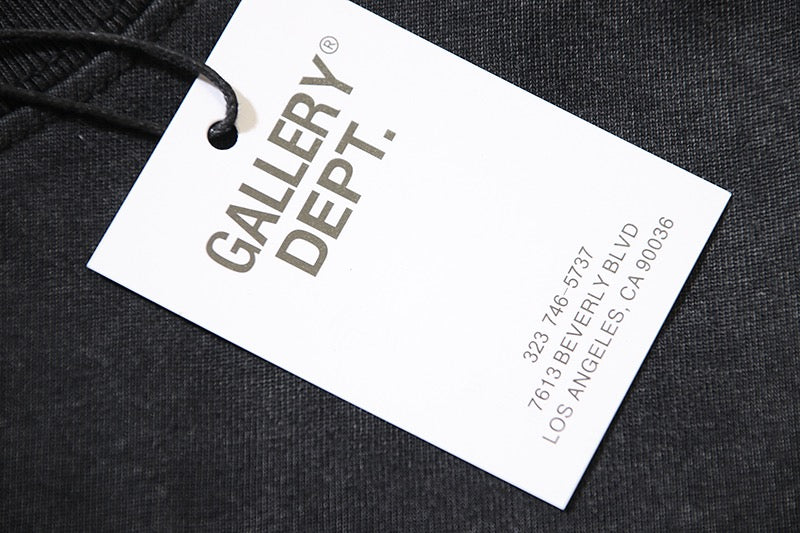 GALLERY®
DEPT.
323 746-5737
7613 BEVERLY BLVD
LOS ANGELES, CA 90036